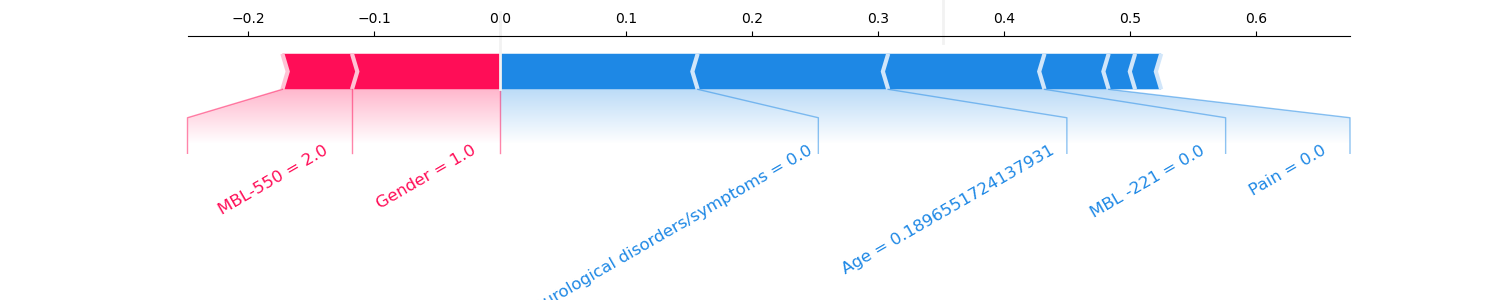 −0.2 −0.1 0.0 0.1 0.2 0.3 0.4 0.5 0.6
MBL-550 = 2.0
Gender = 1.0
disorders/symptoms = 0.0
Age = 0.1896551724137931
MBL -221 = 0.0
Pain = 0.0